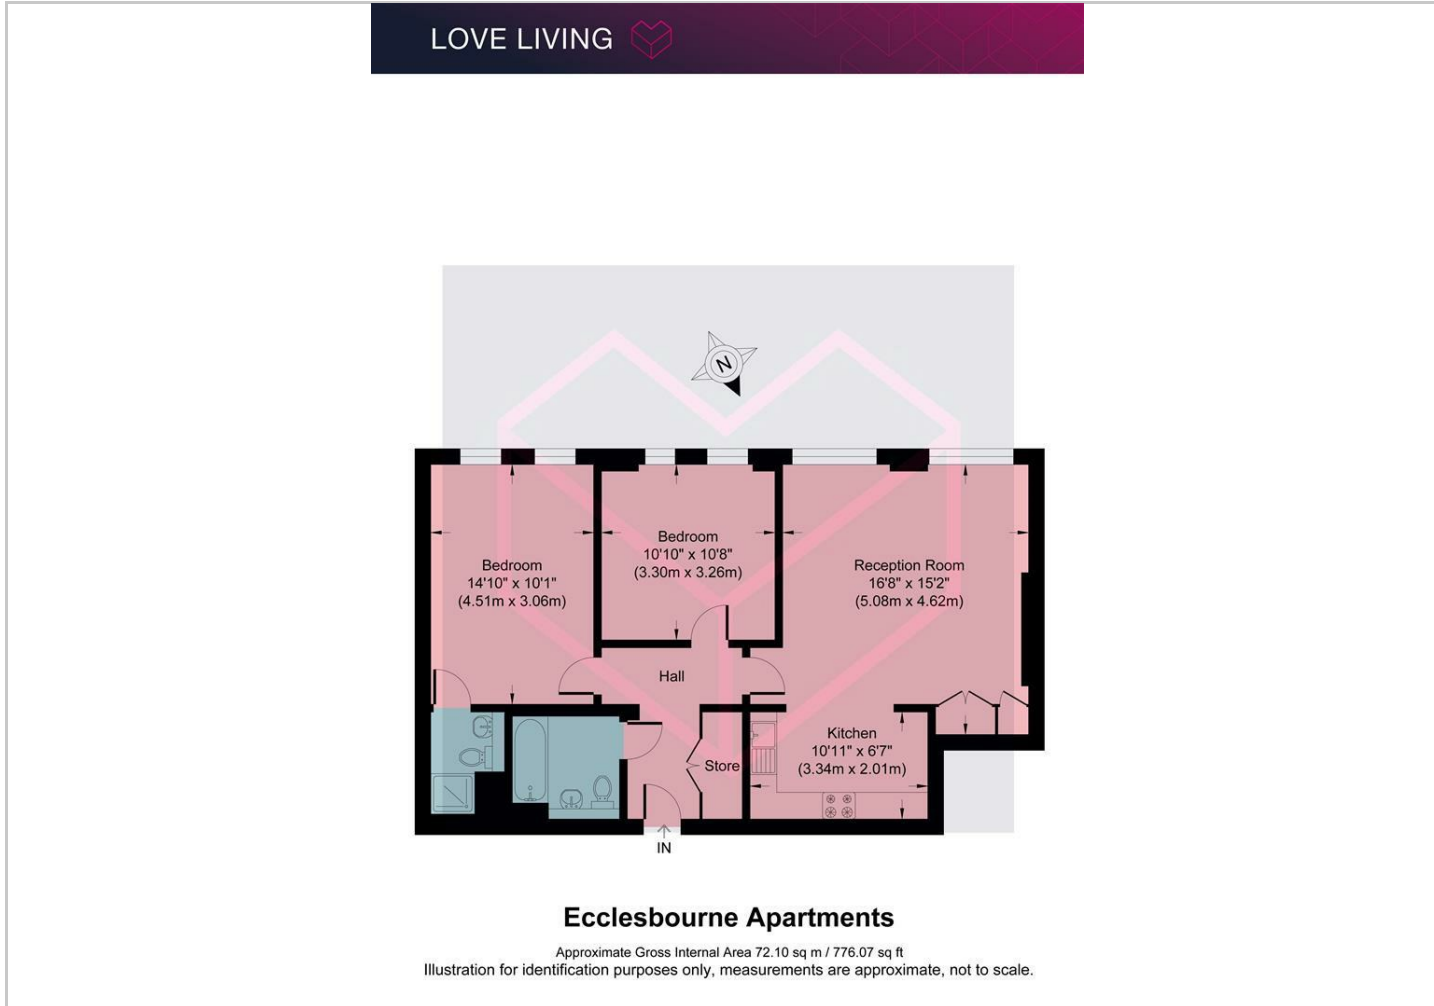 LOVE LIVING
N
Bedroom
14'10" x 10'1"
(4.51m x 3.06m)
Bedroom
10'10" x 10'8"
(3.30m x 3.26m)
Reception Room
16'8" x 15'2"
(5.08m x 4.62m)
Hall
Store
Kitchen
10'11" x 6'7"
(3.34m x 2.01m)
IN
Ecclesbourne Apartments
Approximate Gross Internal Area 72.10 sq m / 776.07 sq ft
Illustration for identification purposes only, measurements are approximate, not to scale.